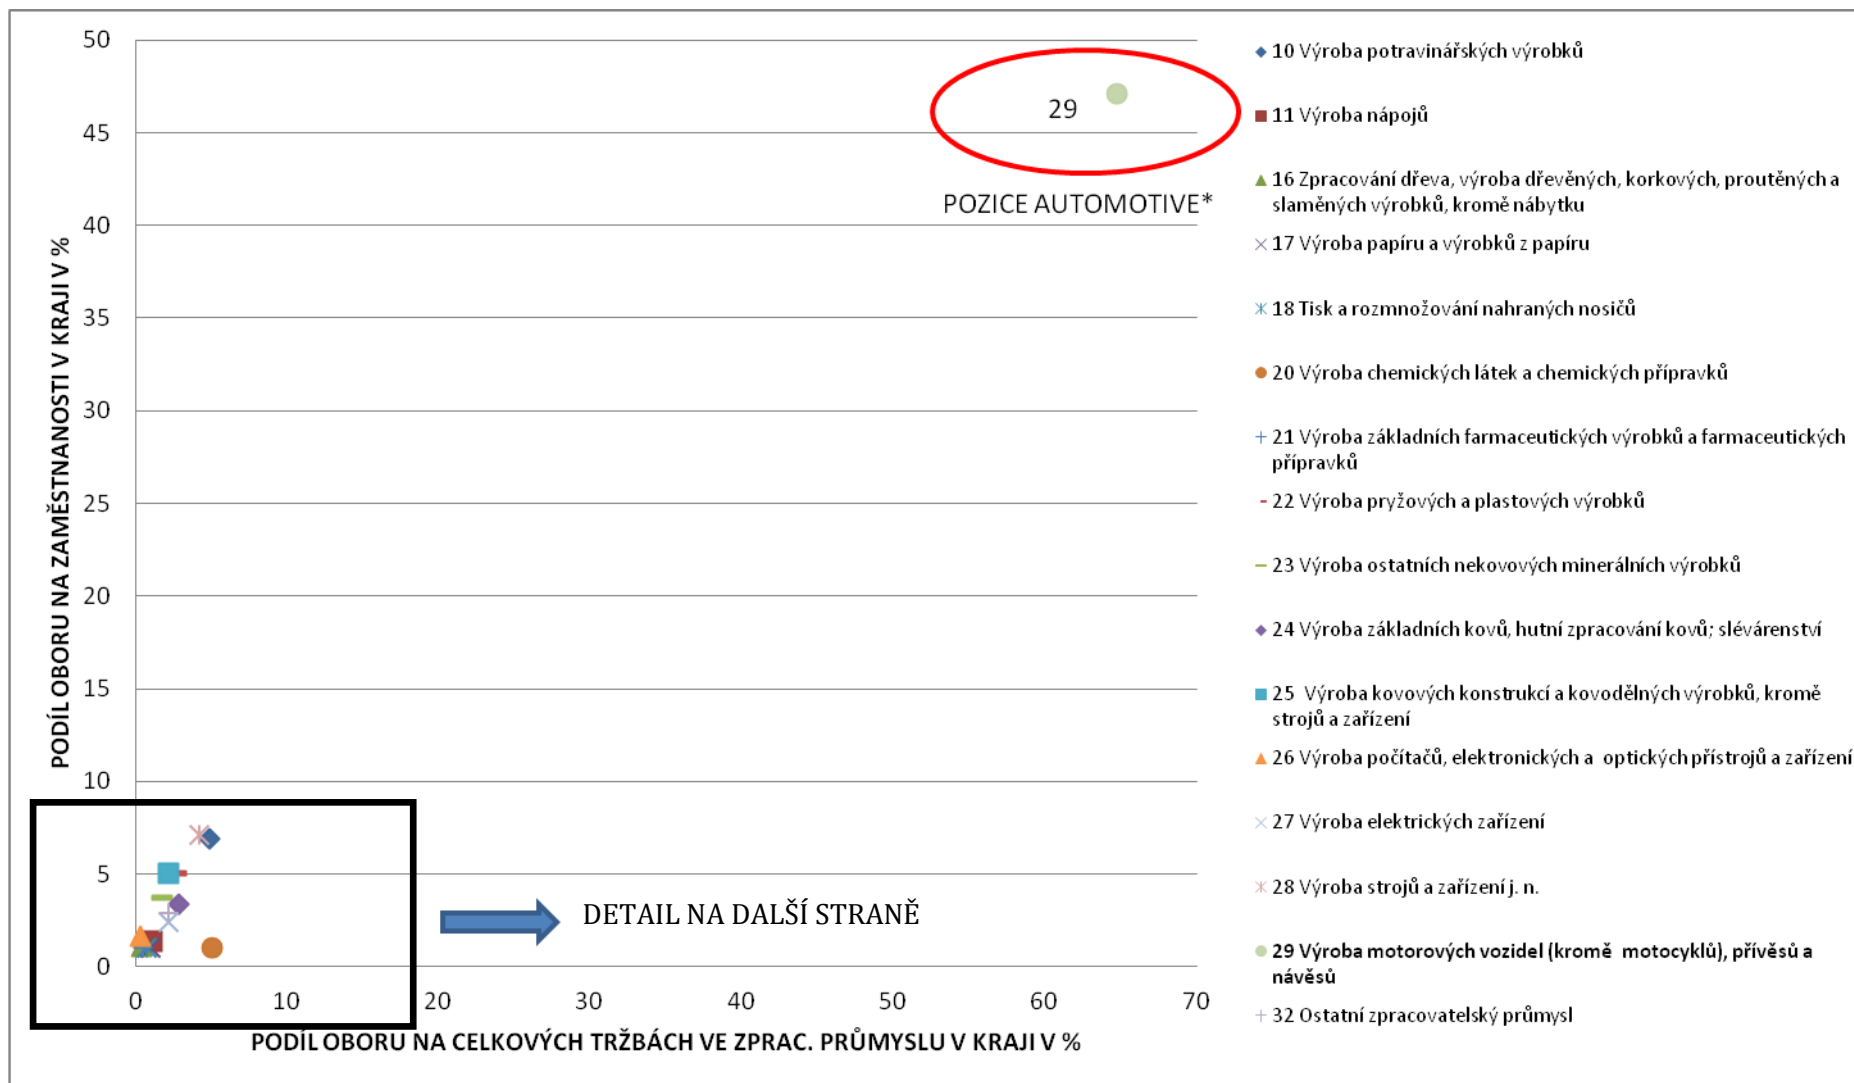 50
45
40
35
30
25
20
15
10
5
0
PODÍL OBORU NA ZAMĚSTNANOSTI V KRAJI V %
29
POZICE AUTOMOTIVE*
DETAIL NA DALŠÍ STRANĚ
0 10 20 30 40 50 60 70
PODÍL OBORU NA CELKOVÝCH TRŽBÁCH VE ZPRAC. PRŮMYSLU V KRAJI V %
10 Výroba potravinářských výrobků
11 Výroba nápojů
16 Zpracování dřeva, výroba dřevěných, korkových, proutěných a
slaměných výrobků, kromě nábytku
17 Výroba papíru a výrobků z papíru
18 Tisk a rozmnožování nahraných nosičů
20 Výroba chemických látek a chemických přípravků
21 Výroba základních farmaceutických výrobků a farmaceutických
přípravků
22 Výroba pryžových a plastových výrobků
23 Výroba ostatních nekovových minerálních výrobků
24 Výroba základních kovů, hutní zpracování kovů; slévárenství
25 Výroba kovových konstrukcí a kovodělných výrobků, kromě
strojů a zařízení
26 Výroba počítačů, elektronických a optických přístrojů a zařízení
27 Výroba elektrických zařízení
28 Výroba strojů a zařízení j. n.
29 Výroba motorových vozidel (kromě motocyklů), přívěsů a
návěsů
32 Ostatní zpracovatelský průmysl